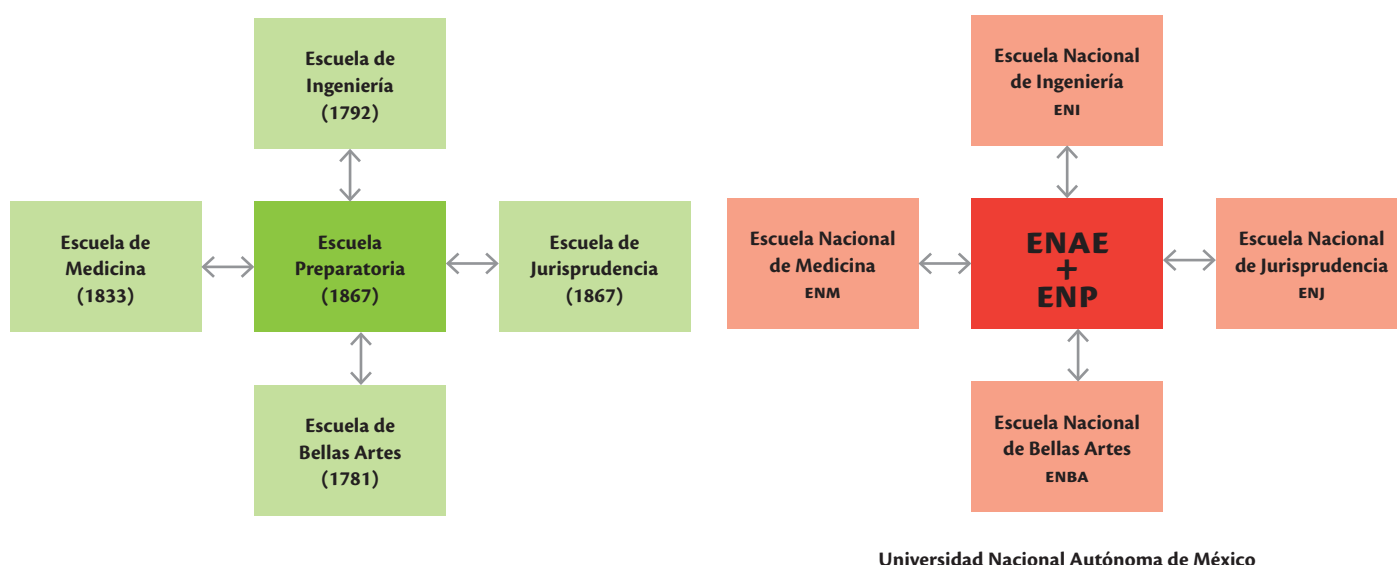 Escuela de
Ingeniería
(1792)
Escuela de
Medicina
(1833)
Escuela
Preparatoria
(1867)
Escuela de
Jurisprudencia
(1867)
Escuela de
Bellas Artes
(1781)
Escuela Nacional
de Ingeniería
ENI
Escuela Nacional
de Medicina
ENM
ENAE
+
ENP
Escuela Nacional
de Jurisprudencia
ENJ
Escuela Nacional
de Bellas Artes
ENBA
Universidad Nacional Autónoma de México